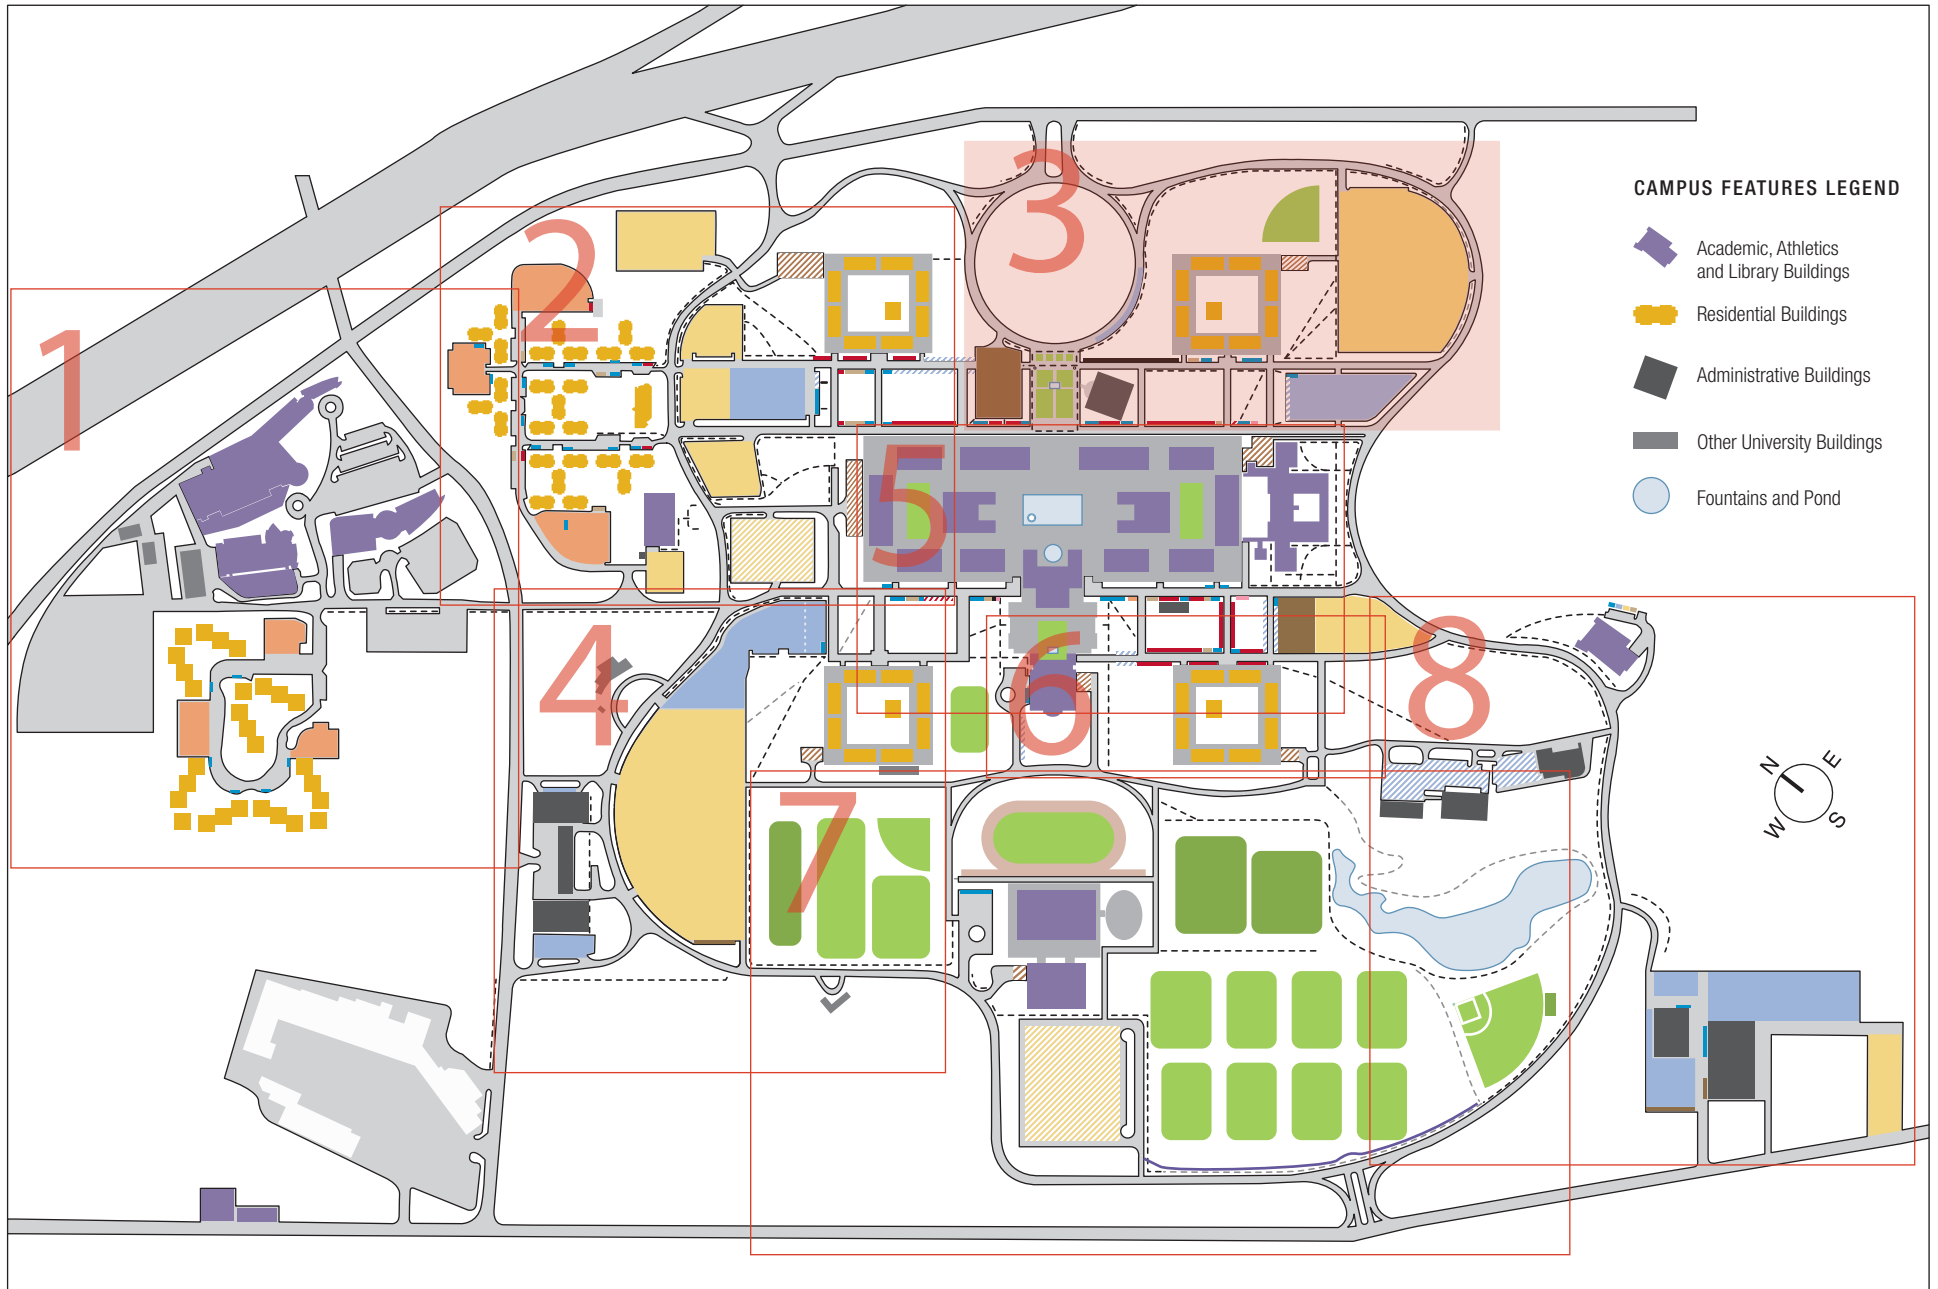 CAMPUS FEATURES LEGEND
Academic, Athletics
and Library Buildings
Residential Buildings
Administrative Buildings
Other University Buildings
Fountains and Pond
1
2
3
4
5
6
7
8
N
E
W
S